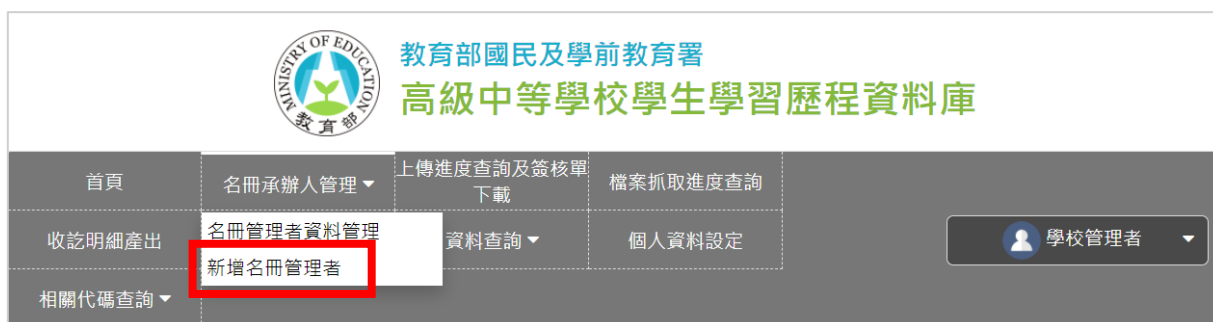 MINISTRY OF EDUCATION
教育部
教育部國民及學前教育署
高級中等學校學生學習歷程資料庫
首頁
名冊承辦人管理▼
上傳進度查詢及簽核單
下載
檔案抓取進度查詢
收訖明細產出
名冊管理者資料管理
新增名冊管理者
資料查詢▼
個人資料設定
學校管理者 ▼
相關代碼查詢▼